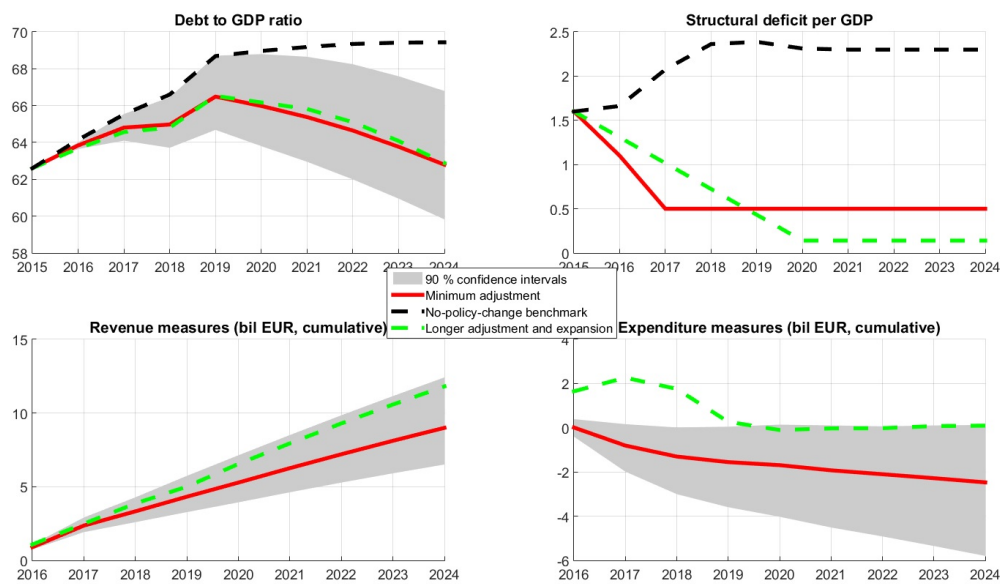 Debt to GDP ratio
70
68
66
64
62
60
58
2015 2016 2017 2018 2019 2020 2021 2022 2023 2024
Structural deficit per GDP
2.5
2
1.5
1
0.5
0
2015 2016 2017 2018 2019 2020 2021 2022 2023 2024
90 % confidence intervals
Minimum adjustment
No-policy-change benchmark
Longer adjustment and expansion
Revenue measures (bil EUR, cumulative)
15
10
5
0
2016 2017 2018 2019 2020 2021 2022 2023 2024
Expenditure measures (bil EUR, cumulative)
4
2
0
-2
-4
-6
2016 2017 2018 2019 2020 2021 2022 2023 2024